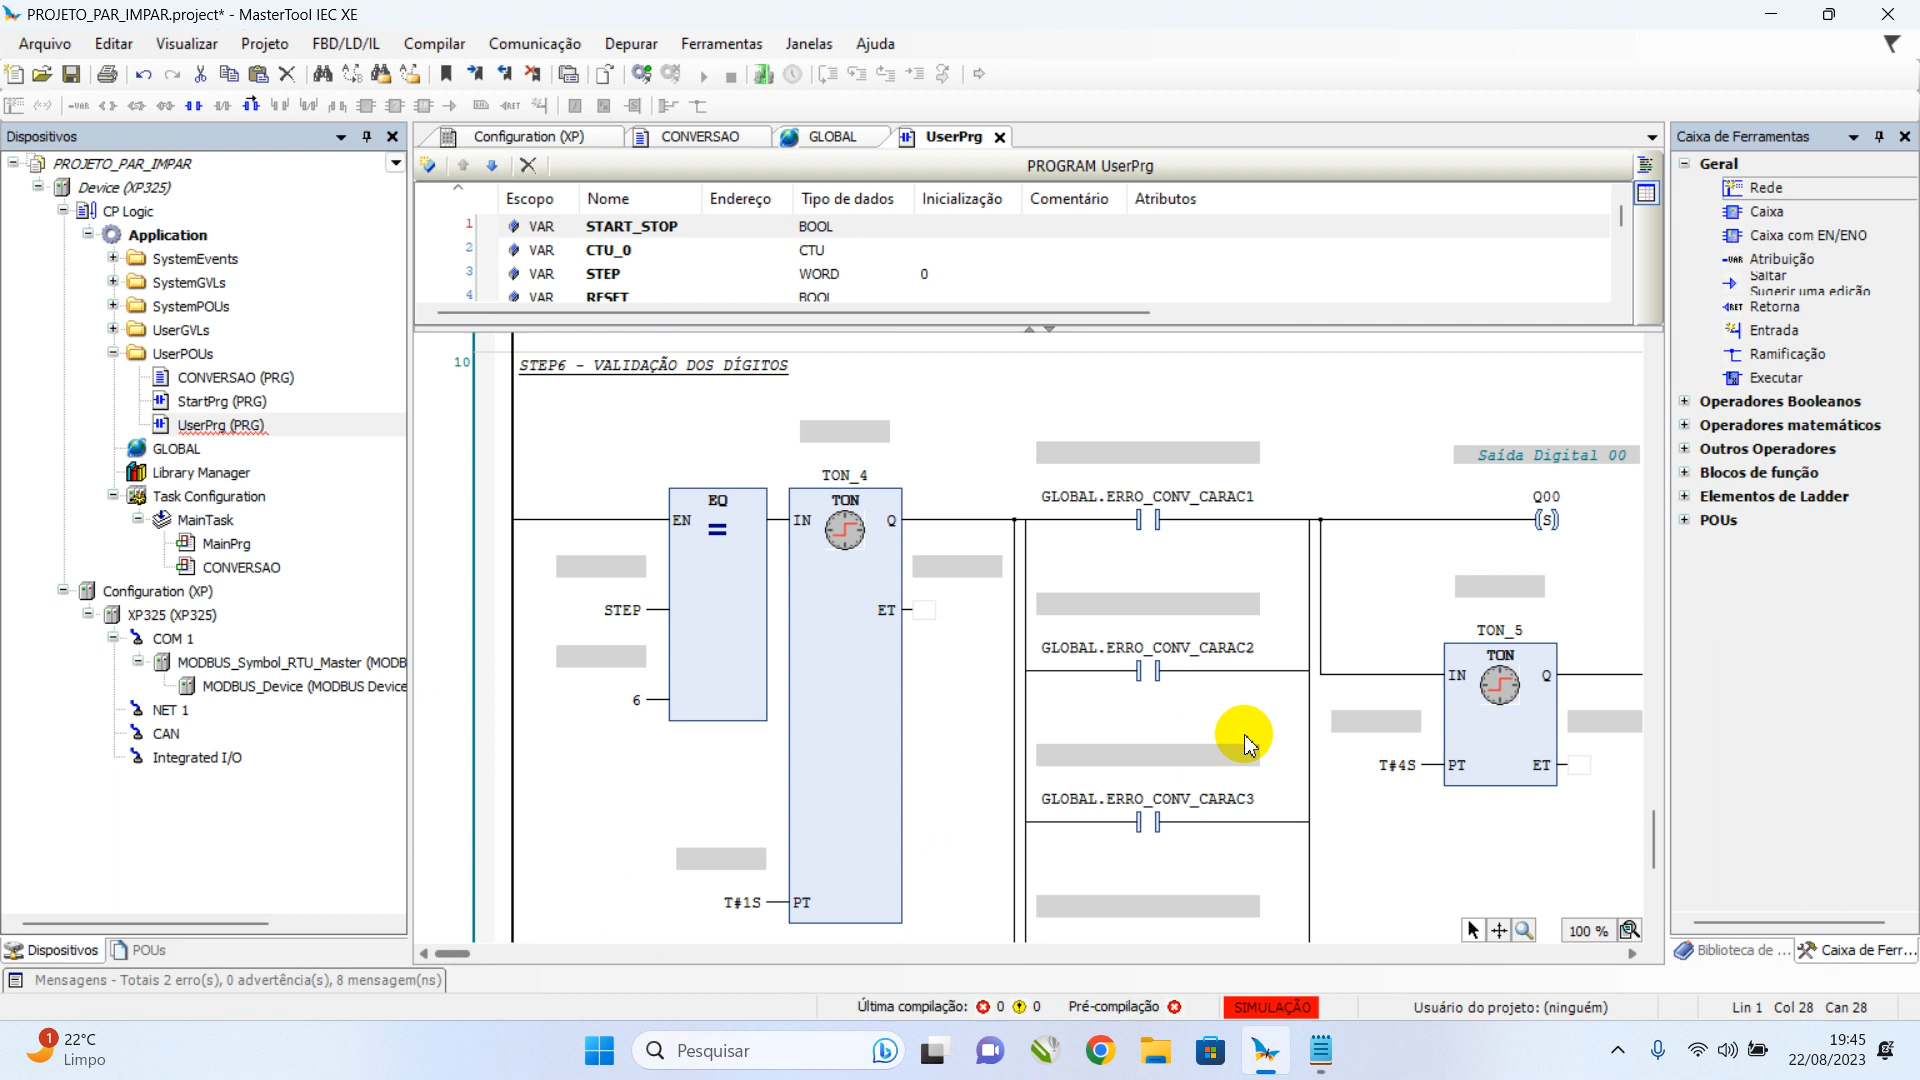 PROJETO_PAR_IMPAR.project* - MasterTool IEC XE
Arquivo Editar Visualizar Projeto FBD/LD/IL Compilar Comunicação Depurar Ferramentas Janelas Ajuda
Dispositivos
PROJETO_PAR_IMPAR
Device (XP325)
CP Logic
Application
SystemEvents
SystemGVLs
SystemPOUs
UserGVLs
UserPOUs
CONVERSAO (PRG)
StartPrg (PRG)
UserPrg (PRG)
GLOBAL
Library Manager
Task Configuration
MainTask
MainPrg
CONVERSAO
Configuration (XP)
XP325 (XP325)
COM 1
MODBUS_Symbol_RTU_Master (MODB
MODBUS_Device (MODBUS Device
NET 1
CAN
Integrated I/O
Dispositivos POUs
Configuration (XP) CONVERSAO GLOBAL UserPrg
PROGRAM UserPrg
Escopo Nome Endereço Tipo de dados Inicialização Comentário Atributos
1 VAR START_STOP BOOL
2 VAR CTU_0 CTU
3 VAR STEP WORD 0
4 VAR RESET BOOL
10 STEP6 - VALIDAÇÃO DOS DÍGITOS
Saída Digital 00
TON_4
GLOBAL.ERRO_CONV_CARAC1
Q00
EQ
TON
EN
=
IN
Q
S
STEP
ET
TON_5
GLOBAL.ERRO_CONV_CARAC2
TON
IN
Q
6
T#4S
PT
ET
GLOBAL.ERRO_CONV_CARAC3
T#1S
PT
100 %
Caixa de Ferramentas
Geral
Rede
Caixa
Caixa com EN/ENO
Atribuição
Saltar
Sugerir uma edição
Retorna
Entrada
Ramificação
Executar
Operadores Booleanos
Operadores matemáticos
Outros Operadores
Blocos de função
Elementos de Ladder
POUs
Biblioteca de ... Caixa de Ferr...
Mensagens - Totais 2 erro(s), 0 advertência(s), 8 mensagem(ns)
Última compilação: 0 0 Pré-compilação SIMULAÇÃO Usuário do projeto: (ninguém) Lin 1 Col 28 Can 28
1
22°C
Limpo
Pesquisar
19:45
22/08/2023